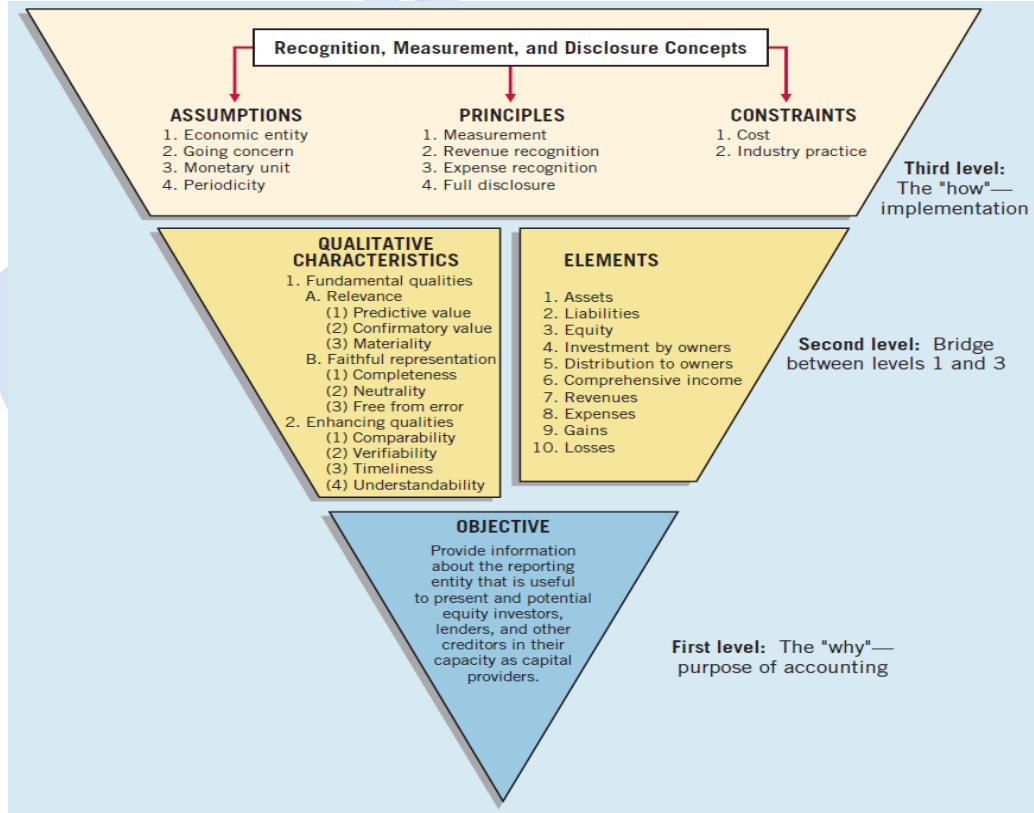 Recognition, Measurement, and Disclosure Concepts
ASSUMPTIONS
1. Economic entity
2. Going concern
3. Monetary unit
4. Periodicity
PRINCIPLES
1. Measurement
2. Revenue recognition
3. Expense recognition
4. Full disclosure
CONSTRAINTS
1. Cost
2. Industry practice
Third level:
The "how"—
implementation
QUALITATIVE
CHARACTERISTICS
1. Fundamental qualities
A. Relevance
(1) Predictive value
(2) Confirmatory value
(3) Materiality
B. Faithful representation
(1) Completeness
(2) Neutrality
(3) Free from error
2. Enhancing qualities
(1) Comparability
(2) Verifiability
(3) Timeliness
(4) Understandability
ELEMENTS
1. Assets
2. Liabilities
3. Equity
4. Investment by owners
5. Distribution to owners
6. Comprehensive income
7. Revenues
8. Expenses
9. Gains
10. Losses
Second level: Bridge
between levels 1 and 3
OBJECTIVE
Provide information
about the reporting
entity that is useful
to present and potential
equity investors,
lenders, and other
creditors in their
capacity as capital
providers.
First level: The "why"—
purpose of accounting